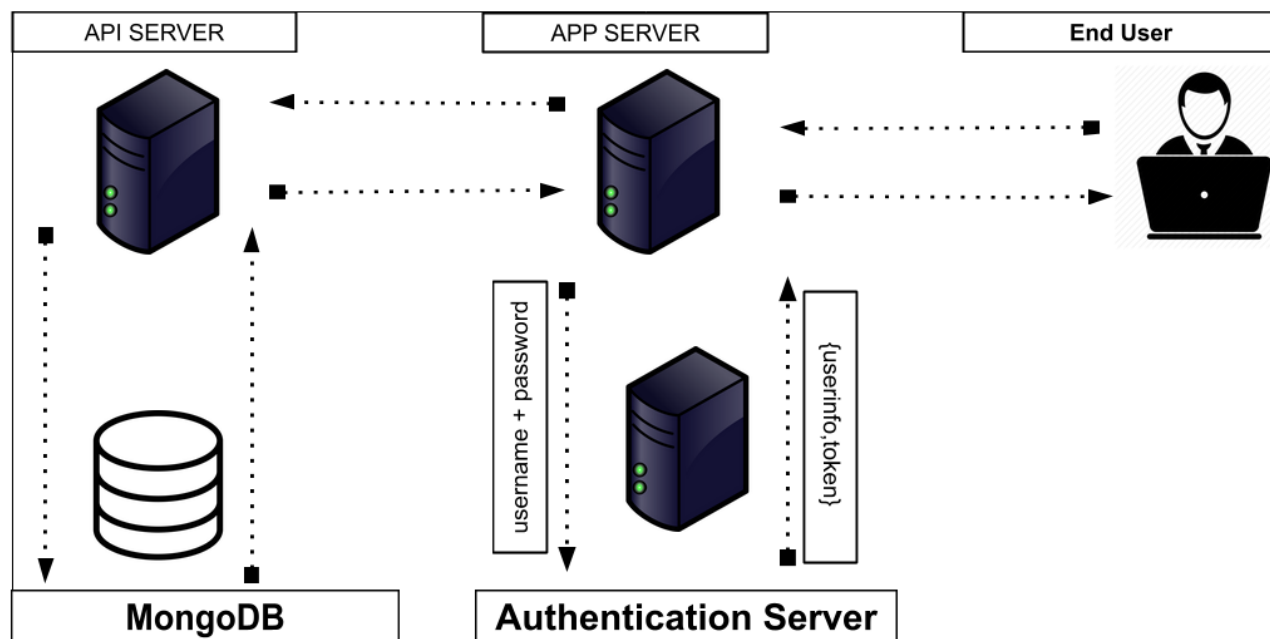 API SERVER
APP SERVER
End User
username + password
{userinfo,token}
MongoDB
Authentication Server